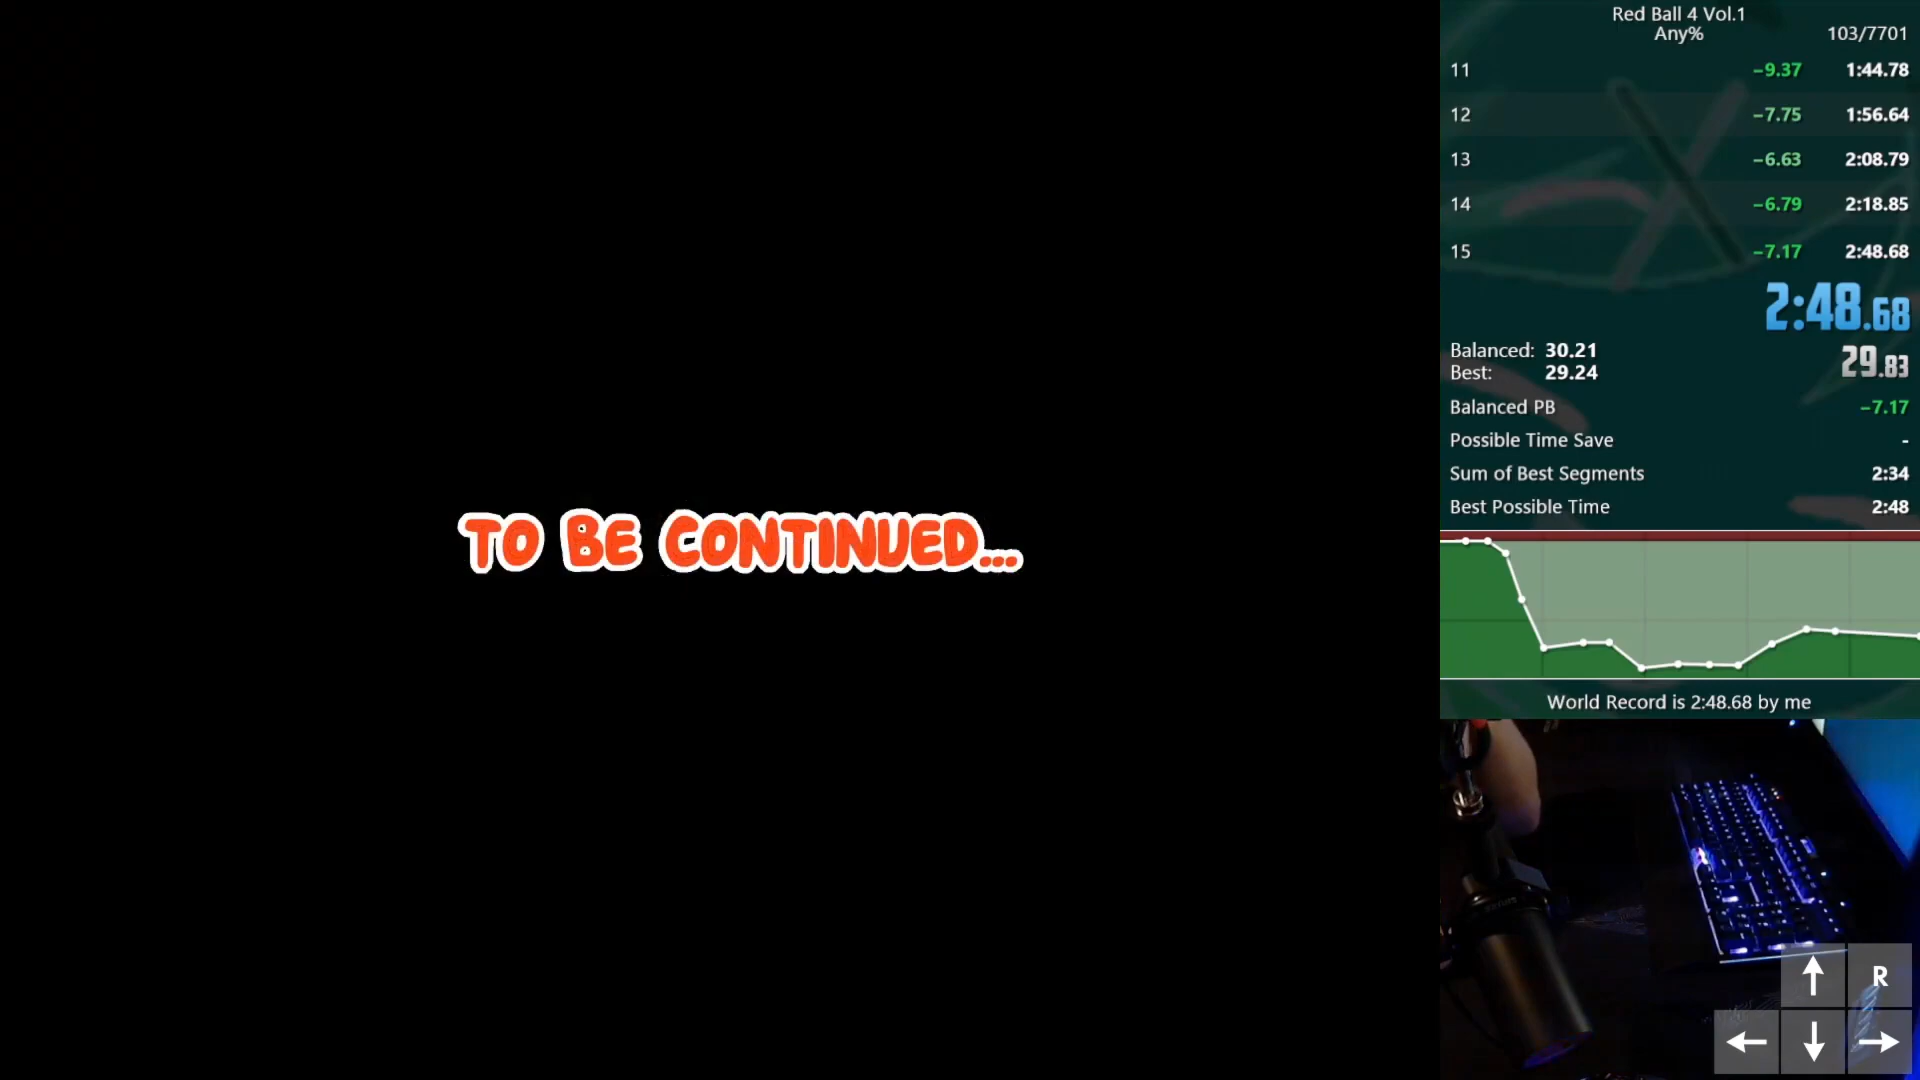 TO BE CONTINUED...
Red Ball 4 Vol.1
Any% 103/7701
11 −9.37 1:44.78
12 −7.75 1:56.64
13 −6.63 2:08.79
14 −6.79 2:18.85
15 −7.17 2:48.68
2:48.68
Balanced: 30.21 29.83
Best: 29.24
Balanced PB −7.17
Possible Time Save -
Sum of Best Segments 2:34
Best Possible Time 2:48
World Record is 2:48.68 by me
R